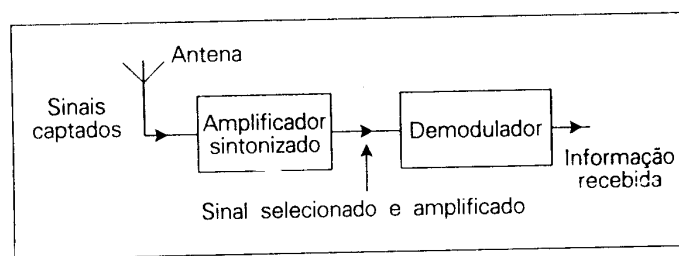 Antena
Sinais
captados
Amplificador
sintonizado
Demodulador
Informação
recebida
Sinal selecionado e amplificado